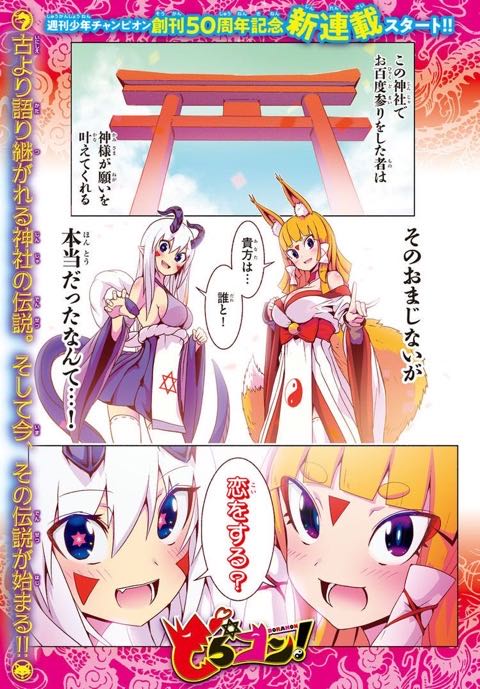 週刊少年チャンピオン創刊50周年記念新連載スタート!!
この神社で
お百度参りをした者は
神様が願いを
叶えてくれる
そのおまじないが
貴方は…
誰と!
本当だったなんて…!
恋をする?
どらコン!
DORAKON
古より語り継がれる神社の伝説。そして今、その伝説が始まる!!